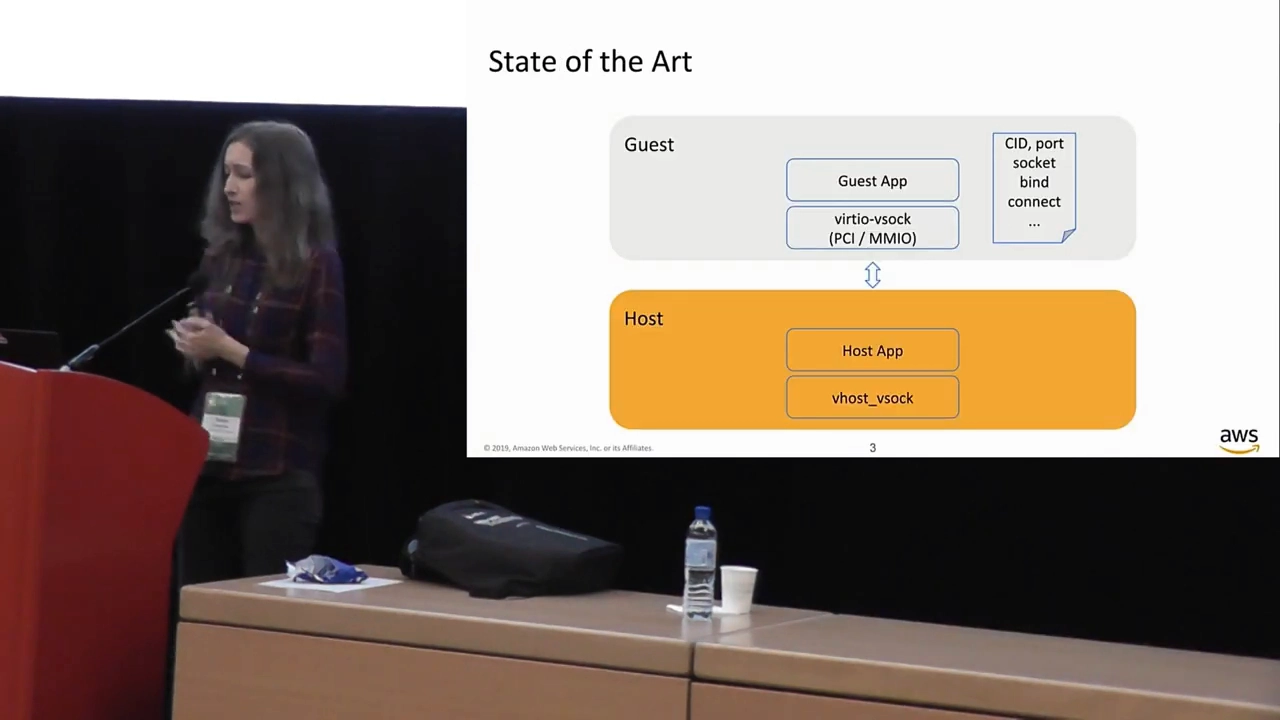 State of the Art
Guest
Guest App
virtio-vsock
(PCI / MMIO)
CID, port
socket
bind
connect
...
Host
Host App
vhost_vsock
© 2019, Amazon Web Services, Inc. or its Affiliates.
3
aws